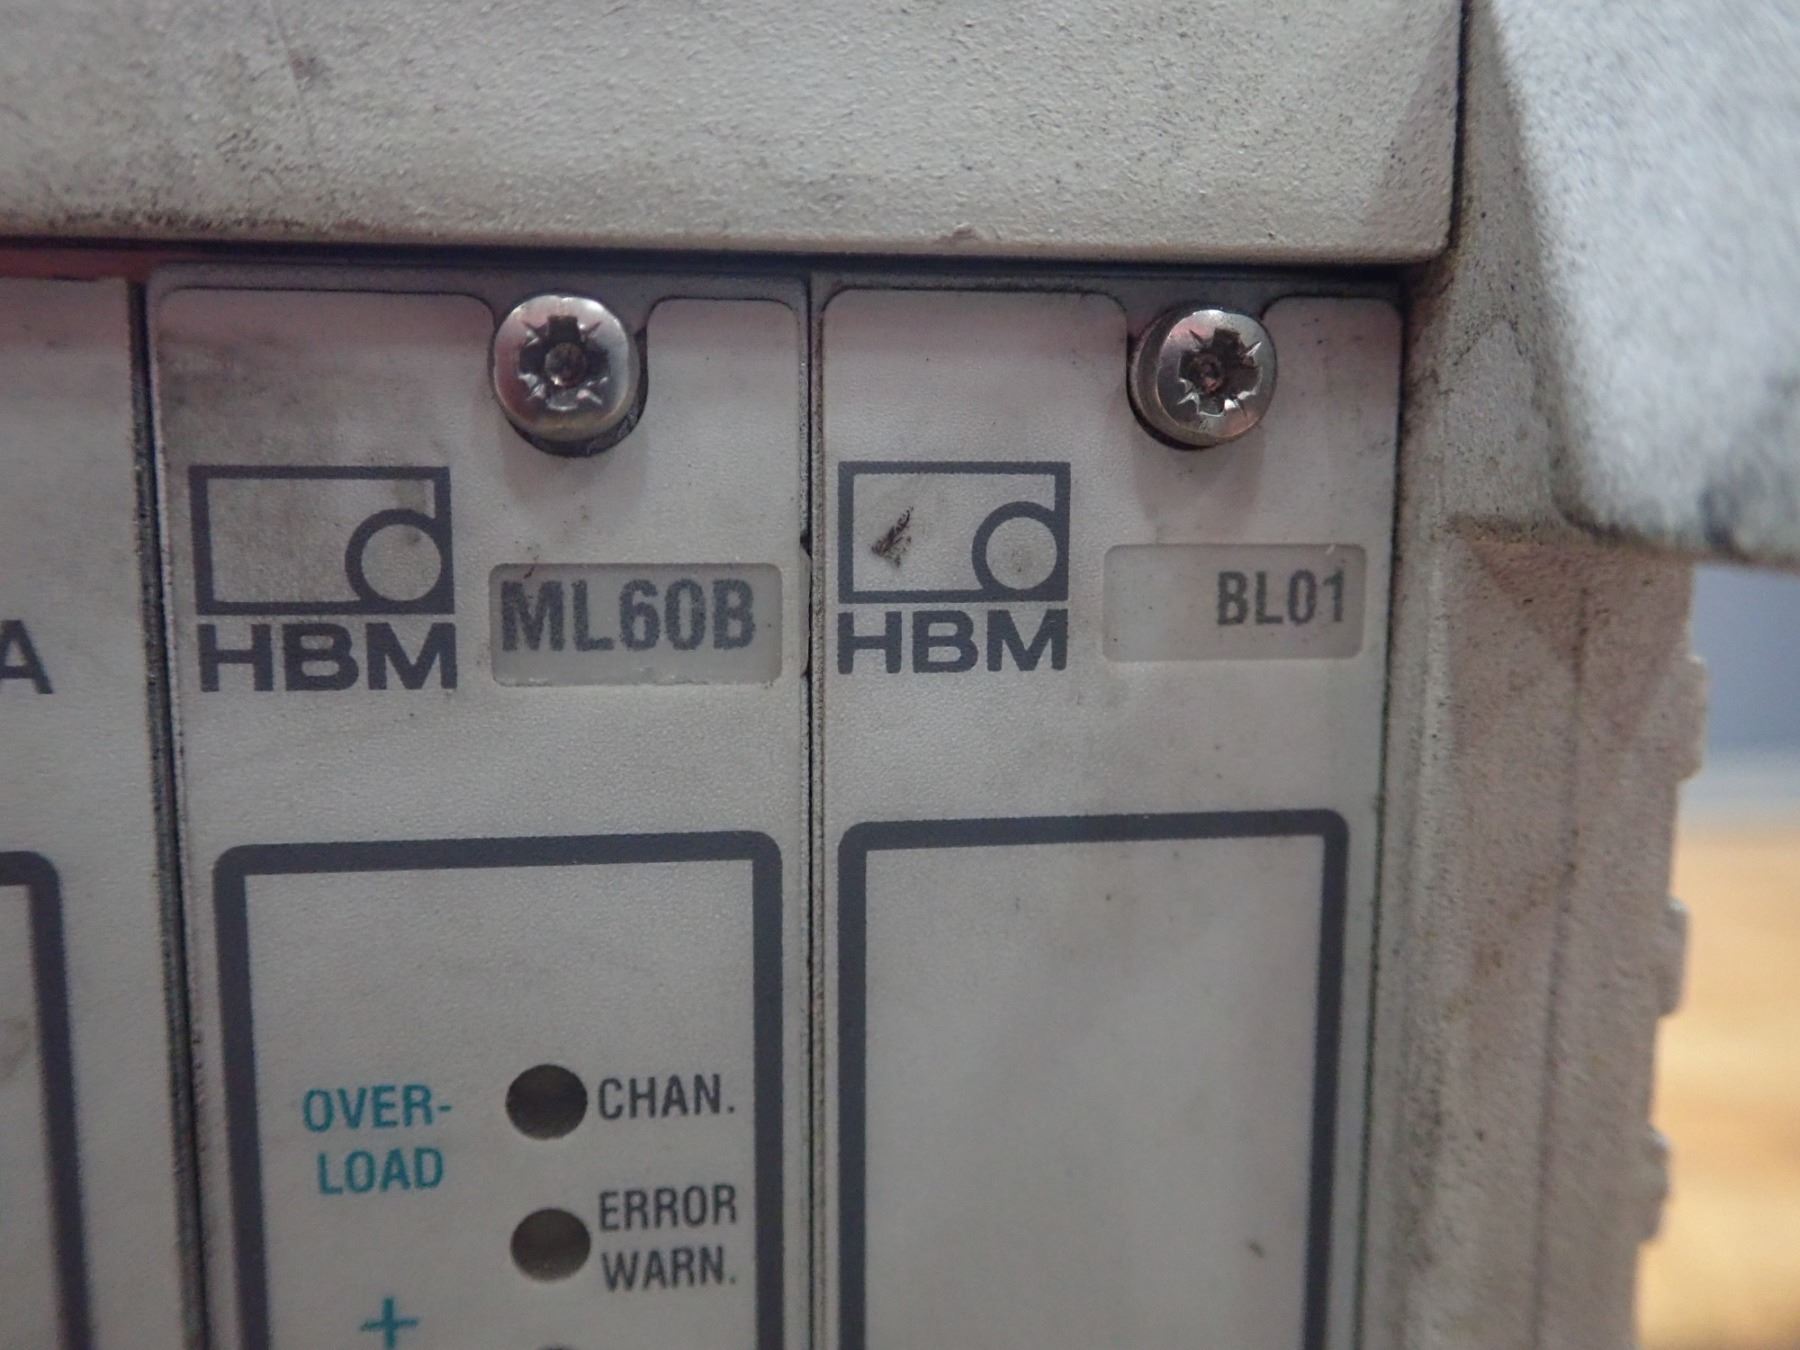 A
HBM
ML60B
HBM
BL01
OVER-
LOAD
CHAN.
ERROR
WARN.
+